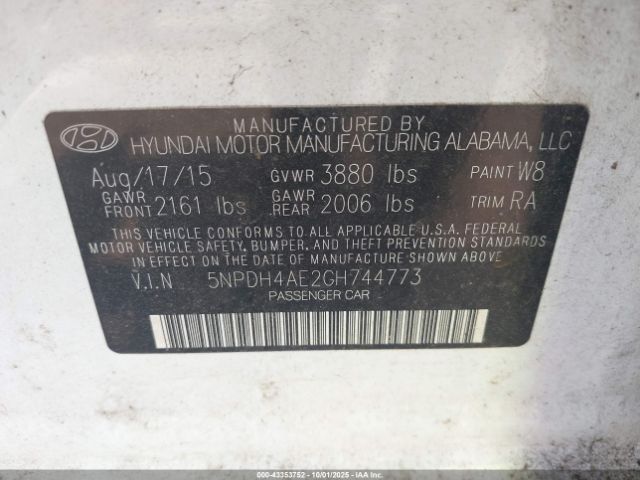 MANUFACTURED BY
HYUNDAI MOTOR MANUFACTURING ALABAMA, LLC
Aug/17/15 GVWR 3880 lbs PAINT W8
GAWR FRONT 2161 lbs GAWR REAR 2006 lbs TRIM RA
THIS VEHICLE CONFORMS TO ALL APPLICABLE U.S.A. FEDERAL
MOTOR VEHICLE SAFETY, BUMPER, AND THEFT PREVENTION STANDARDS
IN EFFECT ON THE DATE OF MANUFACTURE SHOWN ABOVE.
V.I.N 5NPDH4AE2GH744773
PASSENGER CAR
000-43353752 - 10/01/2025 - IAAI.COM